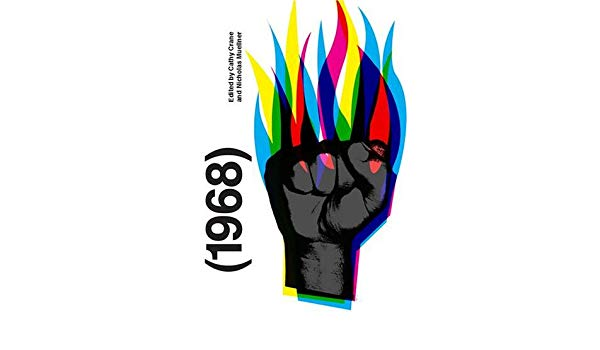 Edited by Cathy Crane
and Nicholas Muellner
(1968)